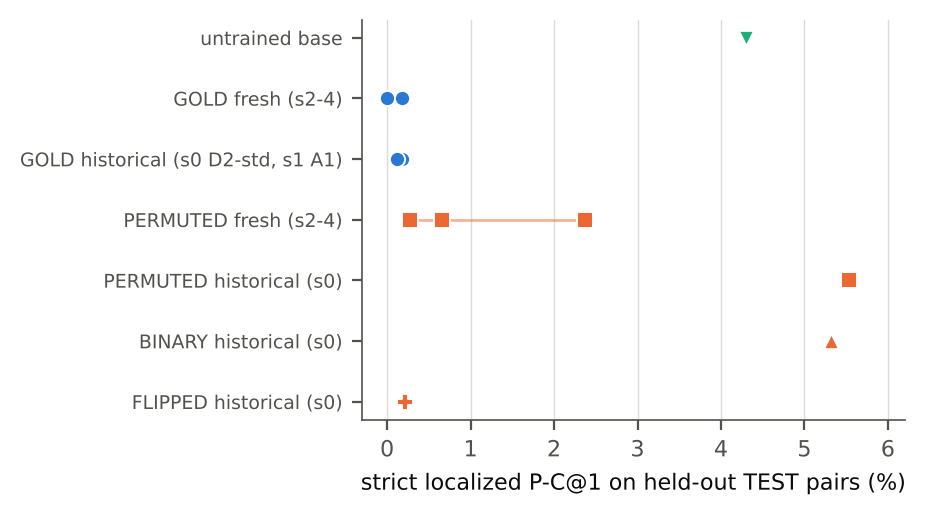 untrained base
GOLD fresh (s2-4)
GOLD historical (s0 D2-std, s1 A1)
PERMUTED fresh (s2-4)
PERMUTED historical (s0)
BINARY historical (s0)
FLIPPED historical (s0)
0 1 2 3 4 5 6
strict localized P-C@1 on held-out TEST pairs (%)